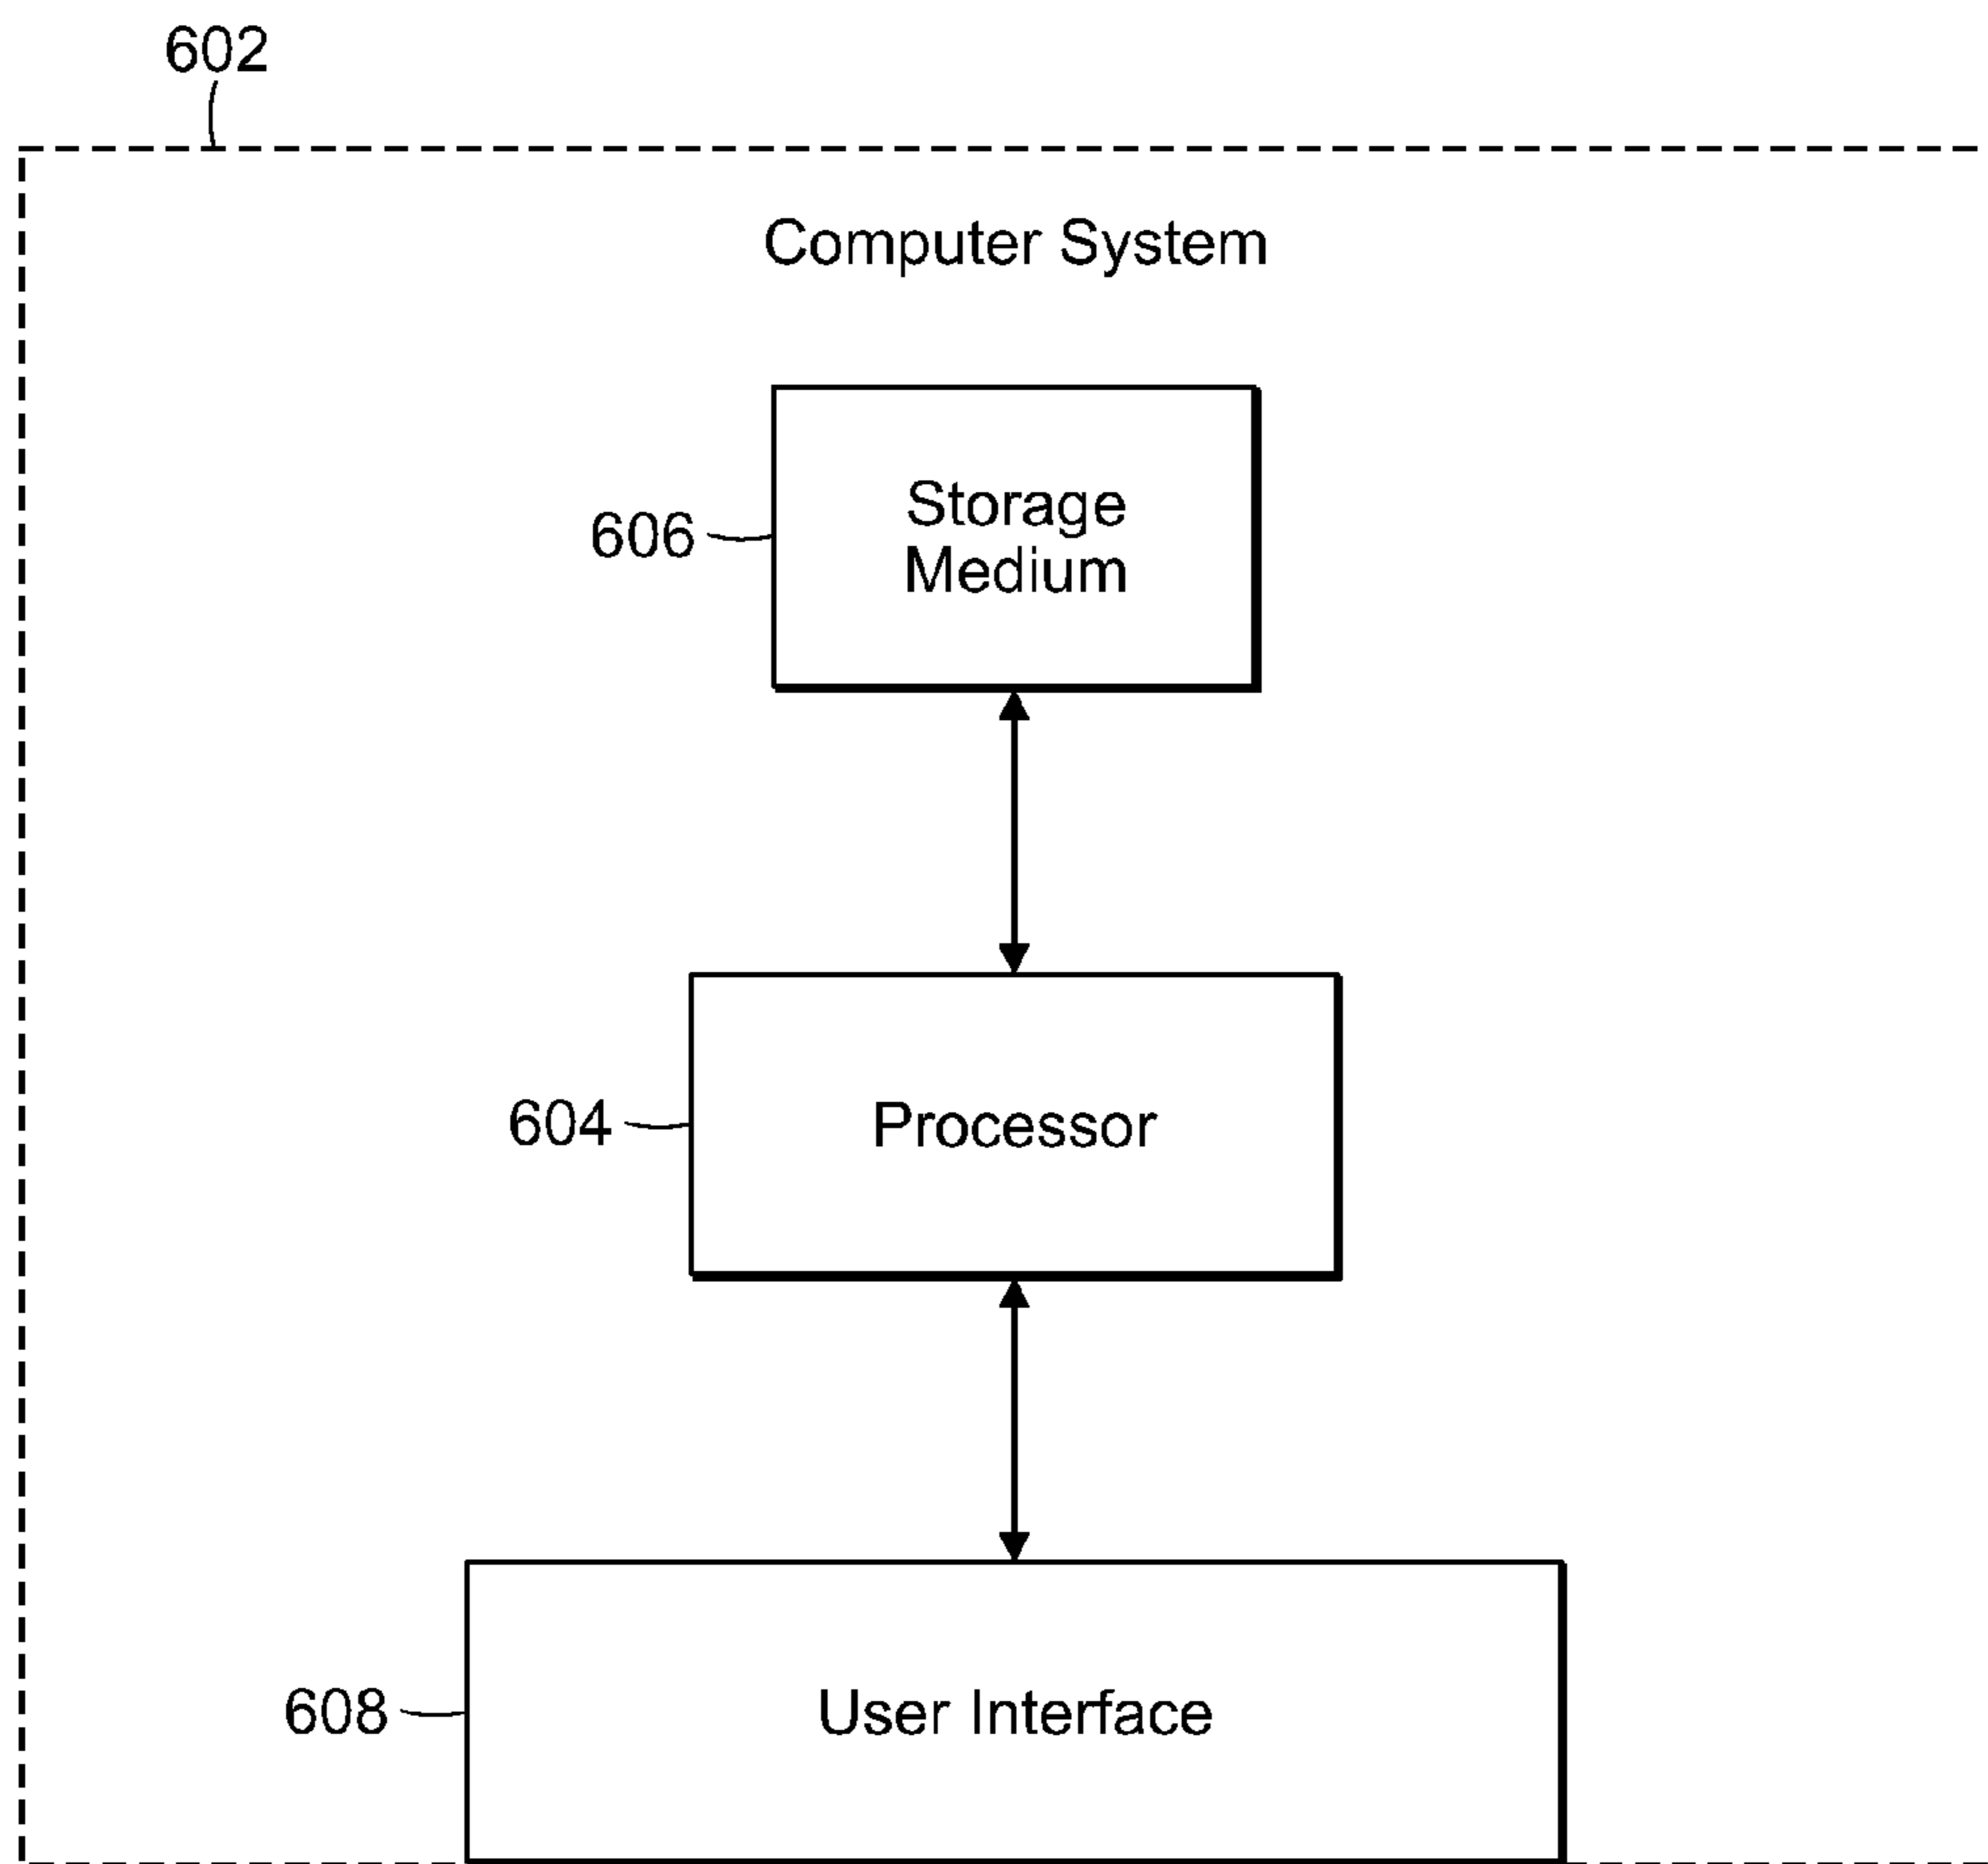 602
Computer System
606
Storage
Medium
604
Processor
608
User Interface